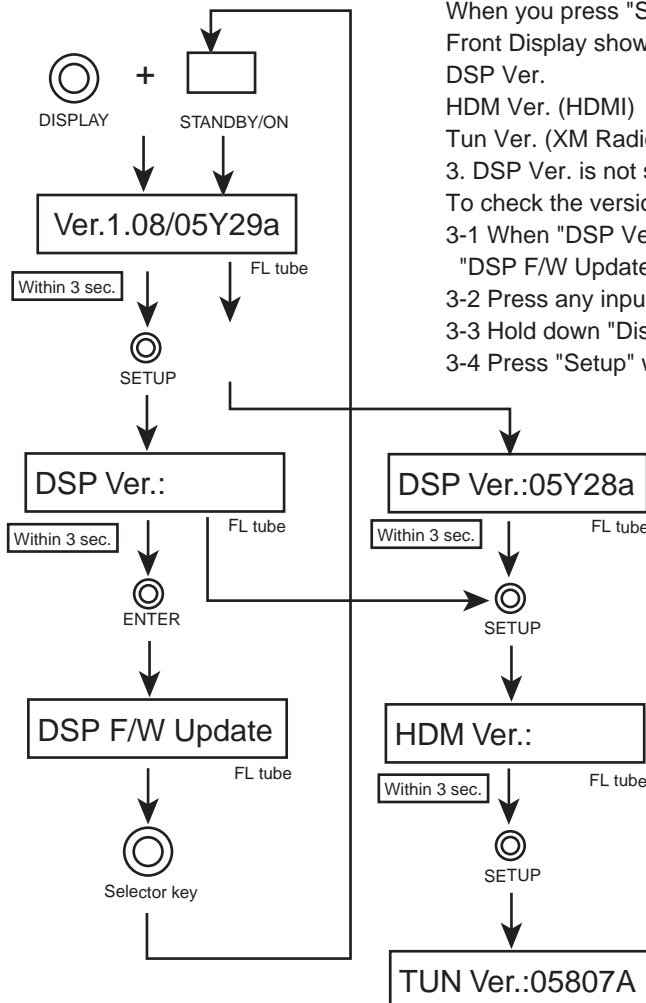 When you press "S
Front Display show
DSP Ver.
HDM Ver. (HDMI)
Tun Ver. (XM Radi
3. DSP Ver. is not s
To check the versio
3-1 When "DSP Ve
"DSP F/W Update
3-2 Press any inpu
3-3 Hold down "Dis
3-4 Press "Setup" w
+
DISPLAY
STANDBY/ON
Ver.1.08/05Y29a
FL tube
Within 3 sec.
SETUP
DSP Ver.:
FL tube
Within 3 sec.
ENTER
DSP F/W Update
FL tube
Selector key
DSP Ver.:05Y28a
FL tube
Within 3 sec.
SETUP
HDM Ver.:
FL tube
Within 3 sec.
SETUP
TUN Ver.:05807A